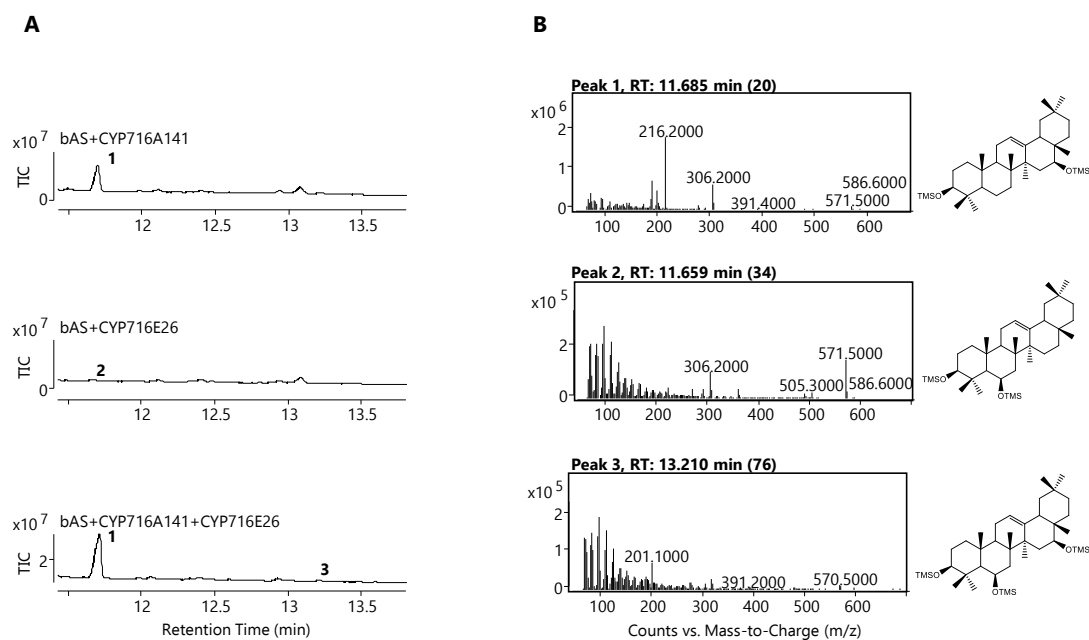 A
x10 7
bAS+CYP716A141
1
TIC
0
12 12.5 13 13.5
x10 7
bAS+CYP716E26
2
TIC
0
12 12.5 13 13.5
x10 7
bAS+CYP716A141+CYP716E26
1
2
TIC
3
12 12.5 13 13.5
Retention Time (min)
B
Peak 1, RT: 11.685 min (20)
x10 6
2
1
0
216.2000
306.2000
391.4000
586.6000
571.5000
100 200 300 400 500 600
TMSO
OTMS
Peak 2, RT: 11.659 min (34)
x10 5
2
0
306.2000
571.5000
505.3000
586.6000
100 200 300 400 500 600
TMSO
OTMS
Peak 3, RT: 13.210 min (76)
x10 5
2
1
0
201.1000
391.2000
570.5000
100 200 300 400 500 600
OTMS
TMSO
OTMS
Counts vs. Mass-to-Charge (m/z)